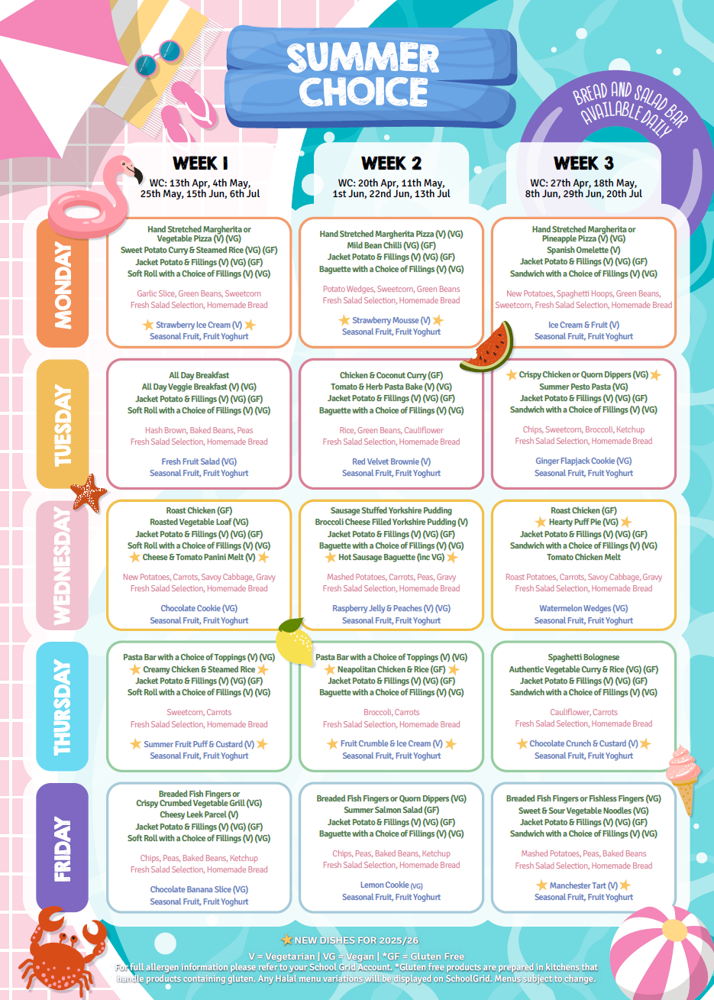 SUMMER
CHOICE
BREAD AND SALAD BAR
AVAILABLE DAILY
WEEK 1
WC: 13th Apr, 4th May,
25th May, 15th Jun, 6th Jul
WEEK 2
WC: 20th Apr, 11th May,
1st Jun, 22nd Jun, 13th Jul
WEEK 3
WC: 27th Apr, 18th May,
8th Jun, 29th Jun, 20th Jul
MONDAY
Hand Stretched Margherita or
Vegetable Pizza (V) (VG)
Sweet Potato Curry & Steamed Rice (VG) (GF)
Jacket Potato & Fillings (V) (VG) (GF)
Soft Roll with a Choice of Fillings (V) (VG)
Garlic Slice, Green Beans, Sweetcorn
Fresh Salad Selection, Homemade Bread
Strawberry Ice Cream (V)
Seasonal Fruit, Fruit Yoghurt
Hand Stretched Margherita Pizza (V) (VG)
Mild Bean Chilli (VG) (GF)
Jacket Potato & Fillings (V) (VG) (GF)
Baguette with a Choice of Fillings (V) (VG)
Potato Wedges, Sweetcorn, Green Beans
Fresh Salad Selection, Homemade Bread
Strawberry Mousse (V)
Seasonal Fruit, Fruit Yoghurt
Hand Stretched Margherita or
Pineapple Pizza (V) (VG)
Spanish Omelette (V)
Jacket Potato & Fillings (V) (VG) (GF)
Sandwich with a Choice of Fillings (V) (VG)
New Potatoes, Spaghetti Hoops, Green Beans,
Sweetcorn, Fresh Salad Selection, Homemade Bread
Ice Cream & Fruit (V)
Seasonal Fruit, Fruit Yoghurt
TUESDAY
All Day Breakfast
All Day Veggie Breakfast (V) (VG)
Jacket Potato & Fillings (V) (VG) (GF)
Soft Roll with a Choice of Fillings (V) (VG)
Hash Brown, Baked Beans, Peas
Fresh Salad Selection, Homemade Bread
Fresh Fruit Salad (VG)
Seasonal Fruit, Fruit Yoghurt
Chicken & Coconut Curry (GF)
Tomato & Herb Pasta Bake (V) (VG)
Jacket Potato & Fillings (V) (VG) (GF)
Baguette with a Choice of Fillings (V) (VG)
Rice, Green Beans, Cauliflower
Fresh Salad Selection, Homemade Bread
Red Velvet Brownie (V)
Seasonal Fruit, Fruit Yoghurt
Crispy Chicken or Quorn Dippers (VG)
Summer Pesto Pasta (VG)
Jacket Potato & Fillings (V) (VG) (GF)
Sandwich with a Choice of Fillings (V) (VG)
Chips, Sweetcorn, Broccoli, Ketchup
Fresh Salad Selection, Homemade Bread
Ginger Flapjack Cookie (VG)
Seasonal Fruit, Fruit Yoghurt
WEDNESDAY
Roast Chicken (GF)
Roasted Vegetable Loaf (VG)
Jacket Potato & Fillings (V) (VG) (GF)
Soft Roll with a Choice of Fillings (V) (VG)
Cheese & Tomato Panini Melt (V)
New Potatoes, Carrots, Savoy Cabbage, Gravy
Fresh Salad Selection, Homemade Bread
Chocolate Cookie (VG)
Seasonal Fruit, Fruit Yoghurt
Sausage Stuffed Yorkshire Pudding
Broccoli Cheese Filled Yorkshire Pudding (V)
Jacket Potato & Fillings (V) (VG) (GF)
Baguette with a Choice of Fillings (V) (VG)
Hot Sausage Baguette (inc VG)
Mashed Potatoes, Carrots, Peas, Gravy
Fresh Salad Selection, Homemade Bread
Raspberry Jelly & Peaches (V) (VG)
Seasonal Fruit, Fruit Yoghurt
Roast Chicken (GF)
Hearty Puff Pie (VG)
Jacket Potato & Fillings (V) (VG) (GF)
Sandwich with a Choice of Fillings (V) (VG)
Tomato Chicken Melt
Roast Potatoes, Carrots, Savoy Cabbage, Gravy
Fresh Salad Selection, Homemade Bread
Watermelon Wedges (VG)
Seasonal Fruit, Fruit Yoghurt
THURSDAY
Pasta Bar with a Choice of Toppings (V) (VG)
Creamy Chicken & Steamed Rice
Jacket Potato & Fillings (V) (VG) (GF)
Soft Roll with a Choice of Fillings (V) (VG)
Sweetcorn, Carrots
Fresh Salad Selection, Homemade Bread
Summer Fruit Puff & Custard (V)
Seasonal Fruit, Fruit Yoghurt
Pasta Bar with a Choice of Toppings (V) (VG)
Neapolitan Chicken & Rice (GF)
Jacket Potato & Fillings (V) (VG) (GF)
Baguette with a Choice of Fillings (V) (VG)
Broccoli, Carrots
Fresh Salad Selection, Homemade Bread
Fruit Crumble & Ice Cream (V)
Seasonal Fruit, Fruit Yoghurt
Spaghetti Bolognese
Authentic Vegetable Curry & Rice (VG) (GF)
Jacket Potato & Fillings (V) (VG) (GF)
Sandwich with a Choice of Fillings (V) (VG)
Cauliflower, Carrots
Fresh Salad Selection, Homemade Bread
Chocolate Crunch & Custard (V)
Seasonal Fruit, Fruit Yoghurt
FRIDAY
Breaded Fish Fingers or
Crispy Crumbed Vegetable Grill (VG)
Cheesy Leek Parcel (V)
Jacket Potato & Fillings (V) (VG) (GF)
Soft Roll with a Choice of Fillings (V) (VG)
Chips, Peas, Baked Beans, Ketchup
Fresh Salad Selection, Homemade Bread
Chocolate Banana Slice (VG)
Seasonal Fruit, Fruit Yoghurt
Breaded Fish Fingers or Quorn Dippers (VG)
Summer Salmon Salad (GF)
Jacket Potato & Fillings (V) (VG) (GF)
Baguette with a Choice of Fillings (V) (VG)
Chips, Peas, Baked Beans, Ketchup
Fresh Salad Selection, Homemade Bread
Lemon Cookie (VG)
Seasonal Fruit, Fruit Yoghurt
Breaded Fish Fingers or Fishless Fingers (VG)
Sweet & Sour Vegetable Noodles (VG)
Jacket Potato & Fillings (V) (VG) (GF)
Sandwich with a Choice of Fillings (V) (VG)
Mashed Potatoes, Peas, Baked Beans
Fresh Salad Selection, Homemade Bread
Manchester Tart (V)
Seasonal Fruit, Fruit Yoghurt
NEW DISHES FOR 2025/26
V = Vegetarian | VG = Vegan | *GF = Gluten Free
For full allergen information please refer to your School Grid Account. *Gluten free products are prepared in kitchens that
handle products containing gluten. Any Halal menu variations will be displayed on SchoolGrid. Menus subject to change.